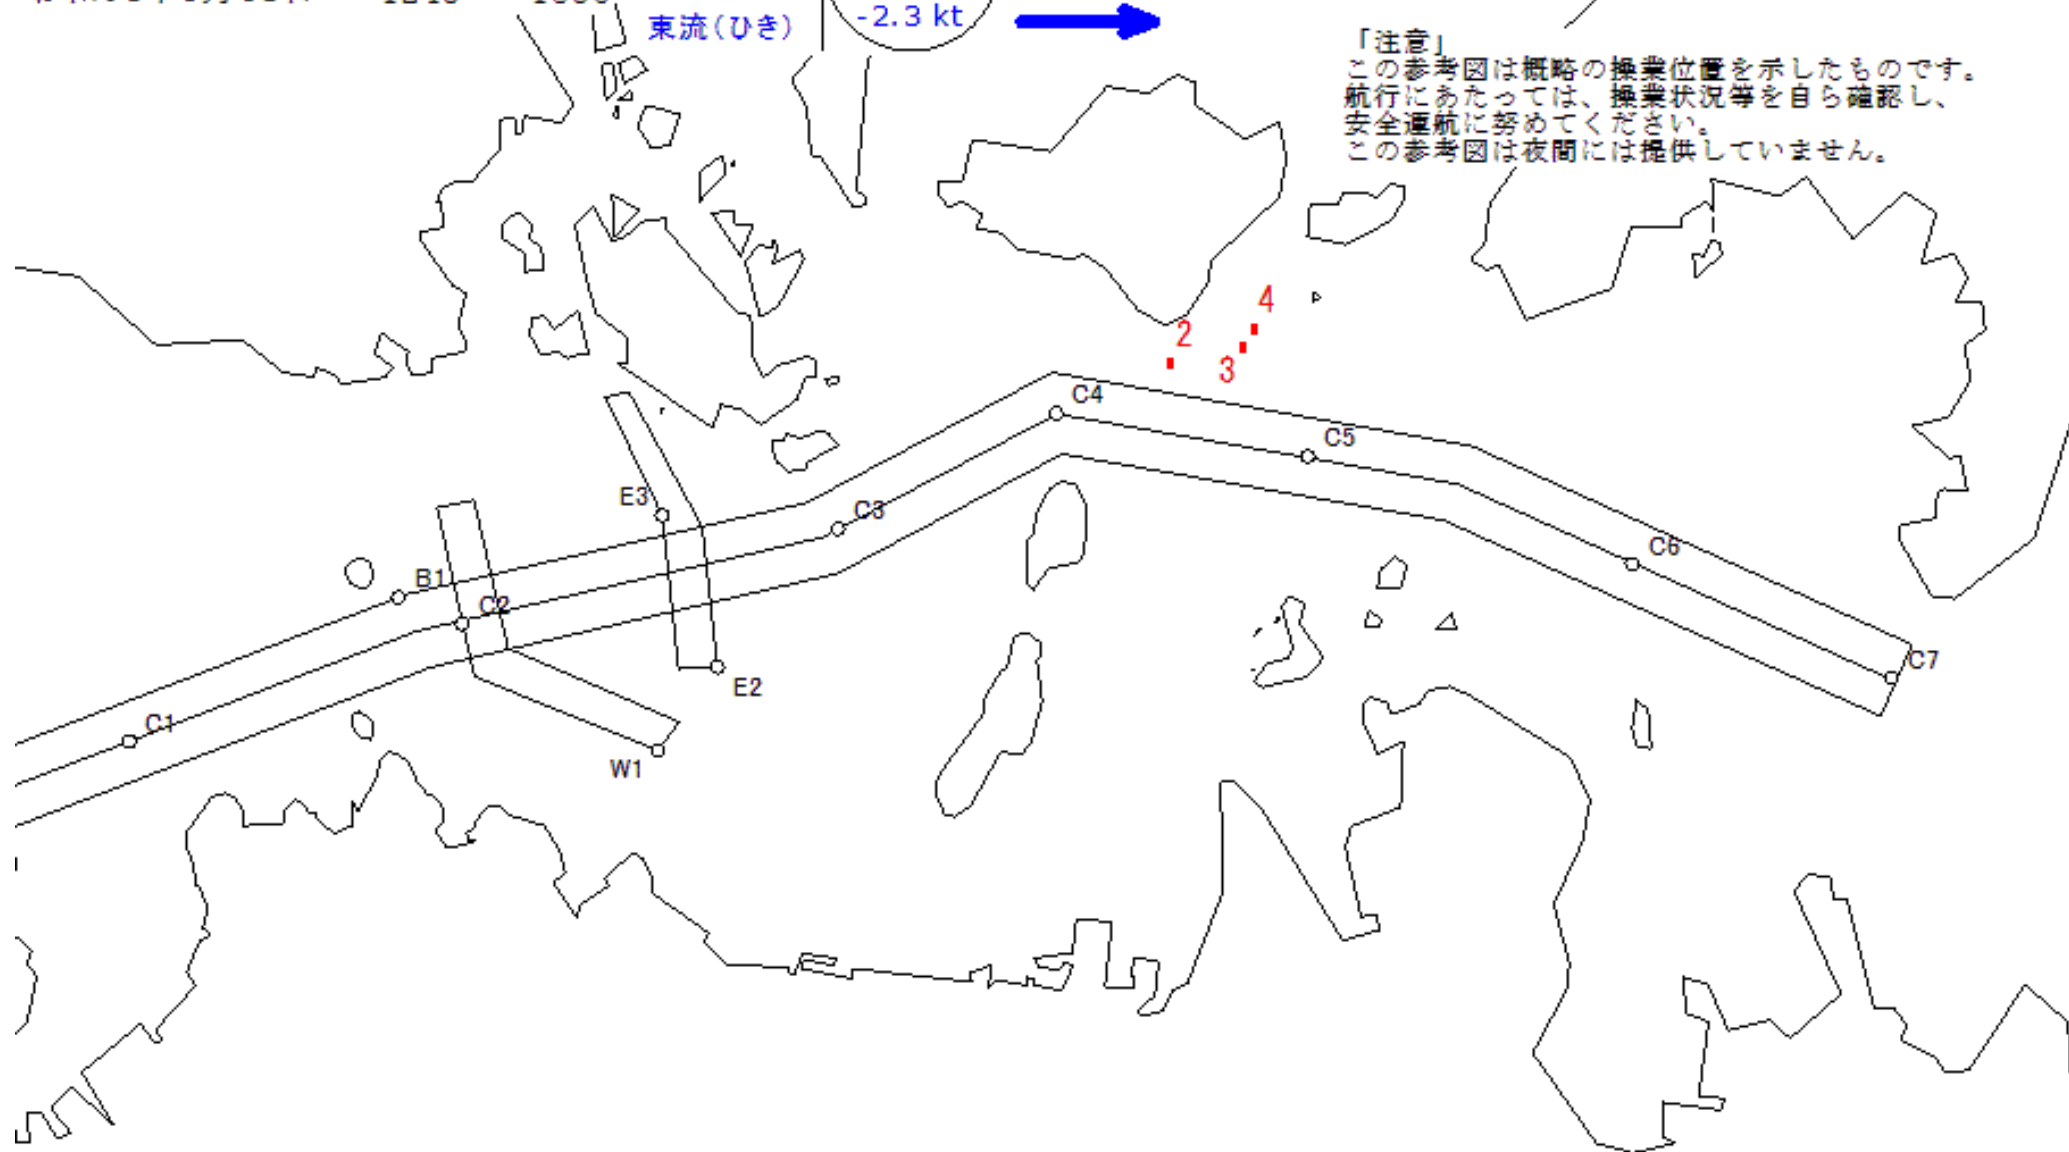 東流(ひき)
-2.3 kt
「注意」
この参考図は概略の操業位置を示したものです。
航行にあたっては、操業状況等を自ら確認し、
安全運航に努めてください。
この参考図は夜間には提供していません。
4
2
3
C4
C5
E3
C3
C6
B1
C2
C7
E2
C1
W1